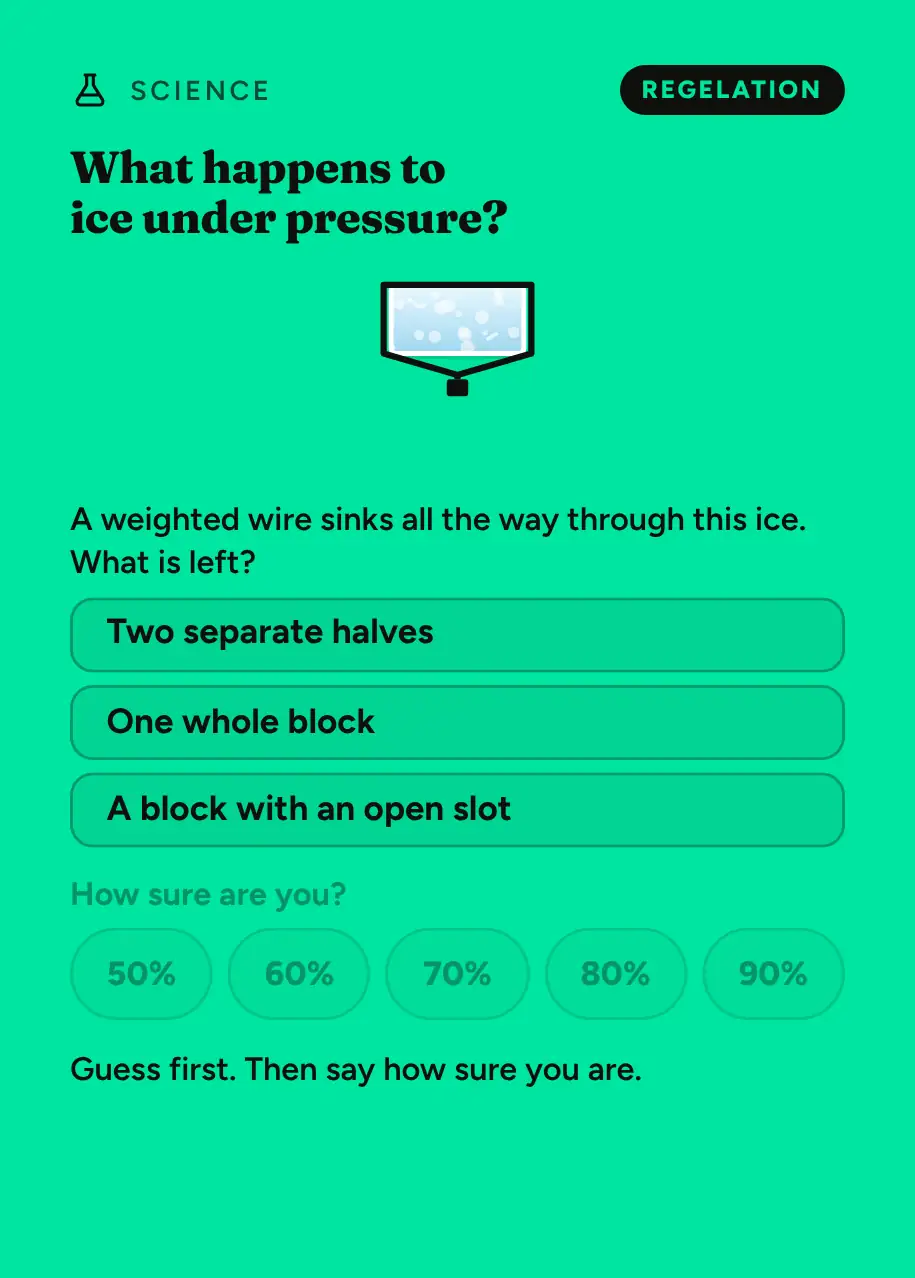 SCIENCE
REGELATION
What happens to
ice under pressure?
A weighted wire sinks all the way through this ice.
What is left?
Two separate halves
One whole block
A block with an open slot
How sure are you?
50%
60%
70%
80%
90%
Guess first. Then say how sure you are.